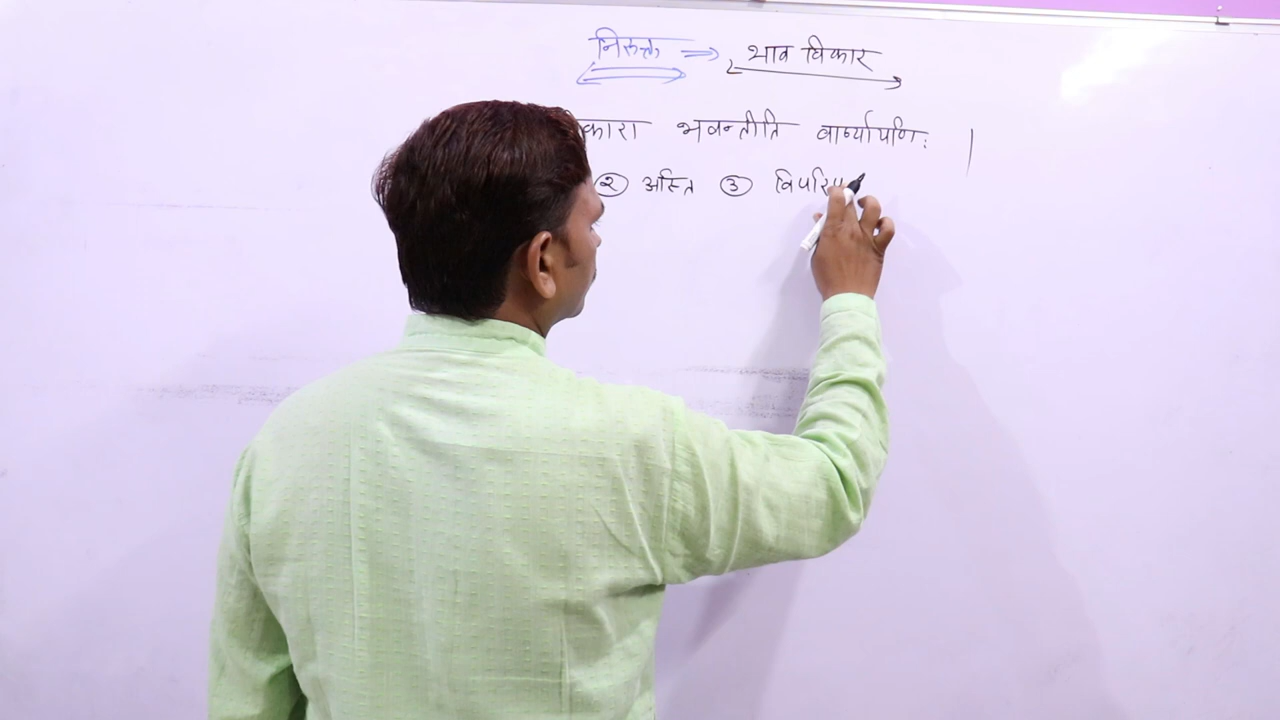 निरुक्त ⇒ भाव विकार
कारा भवन्तीति वार्ष्यायणिः ।
② अस्ति ③ विपरि